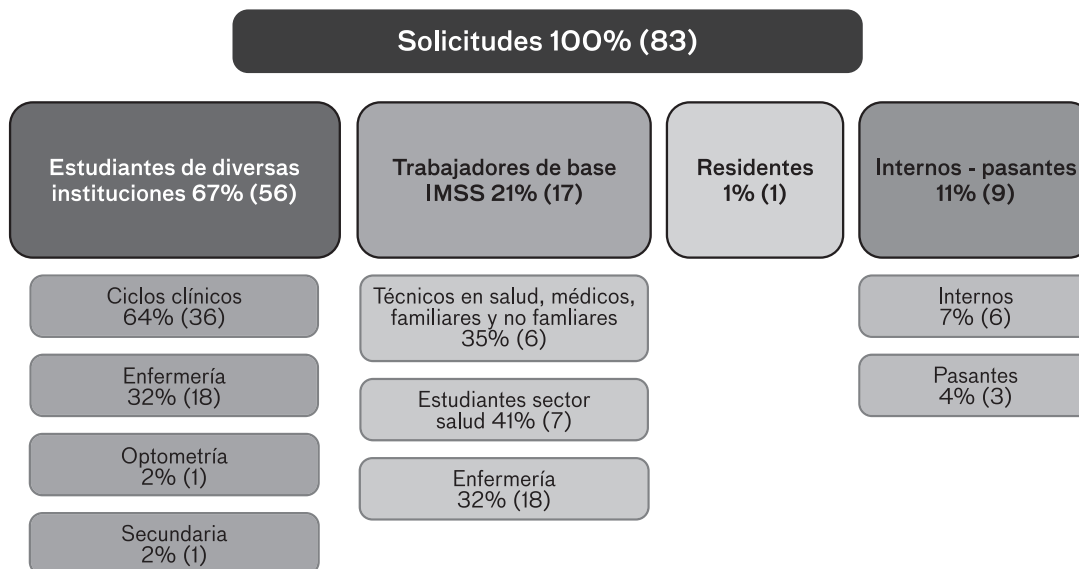 Solicitudes 100% (83)
Estudiantes de diversas
instituciones 67% (56)
Trabajadores de base
IMSS 21% (17)
Residentes
1% (1)
Internos - pasantes
11% (9)
Ciclos clínicos
64% (36)
Enfermería
32% (18)
Optometría
2% (1)
Secundaria
2% (1)
Técnicos en salud, médicos,
familiares y no famliares
35% (6)
Estudiantes sector
salud 41% (7)
Enfermería
32% (18)
Internos
7% (6)
Pasantes
4% (3)